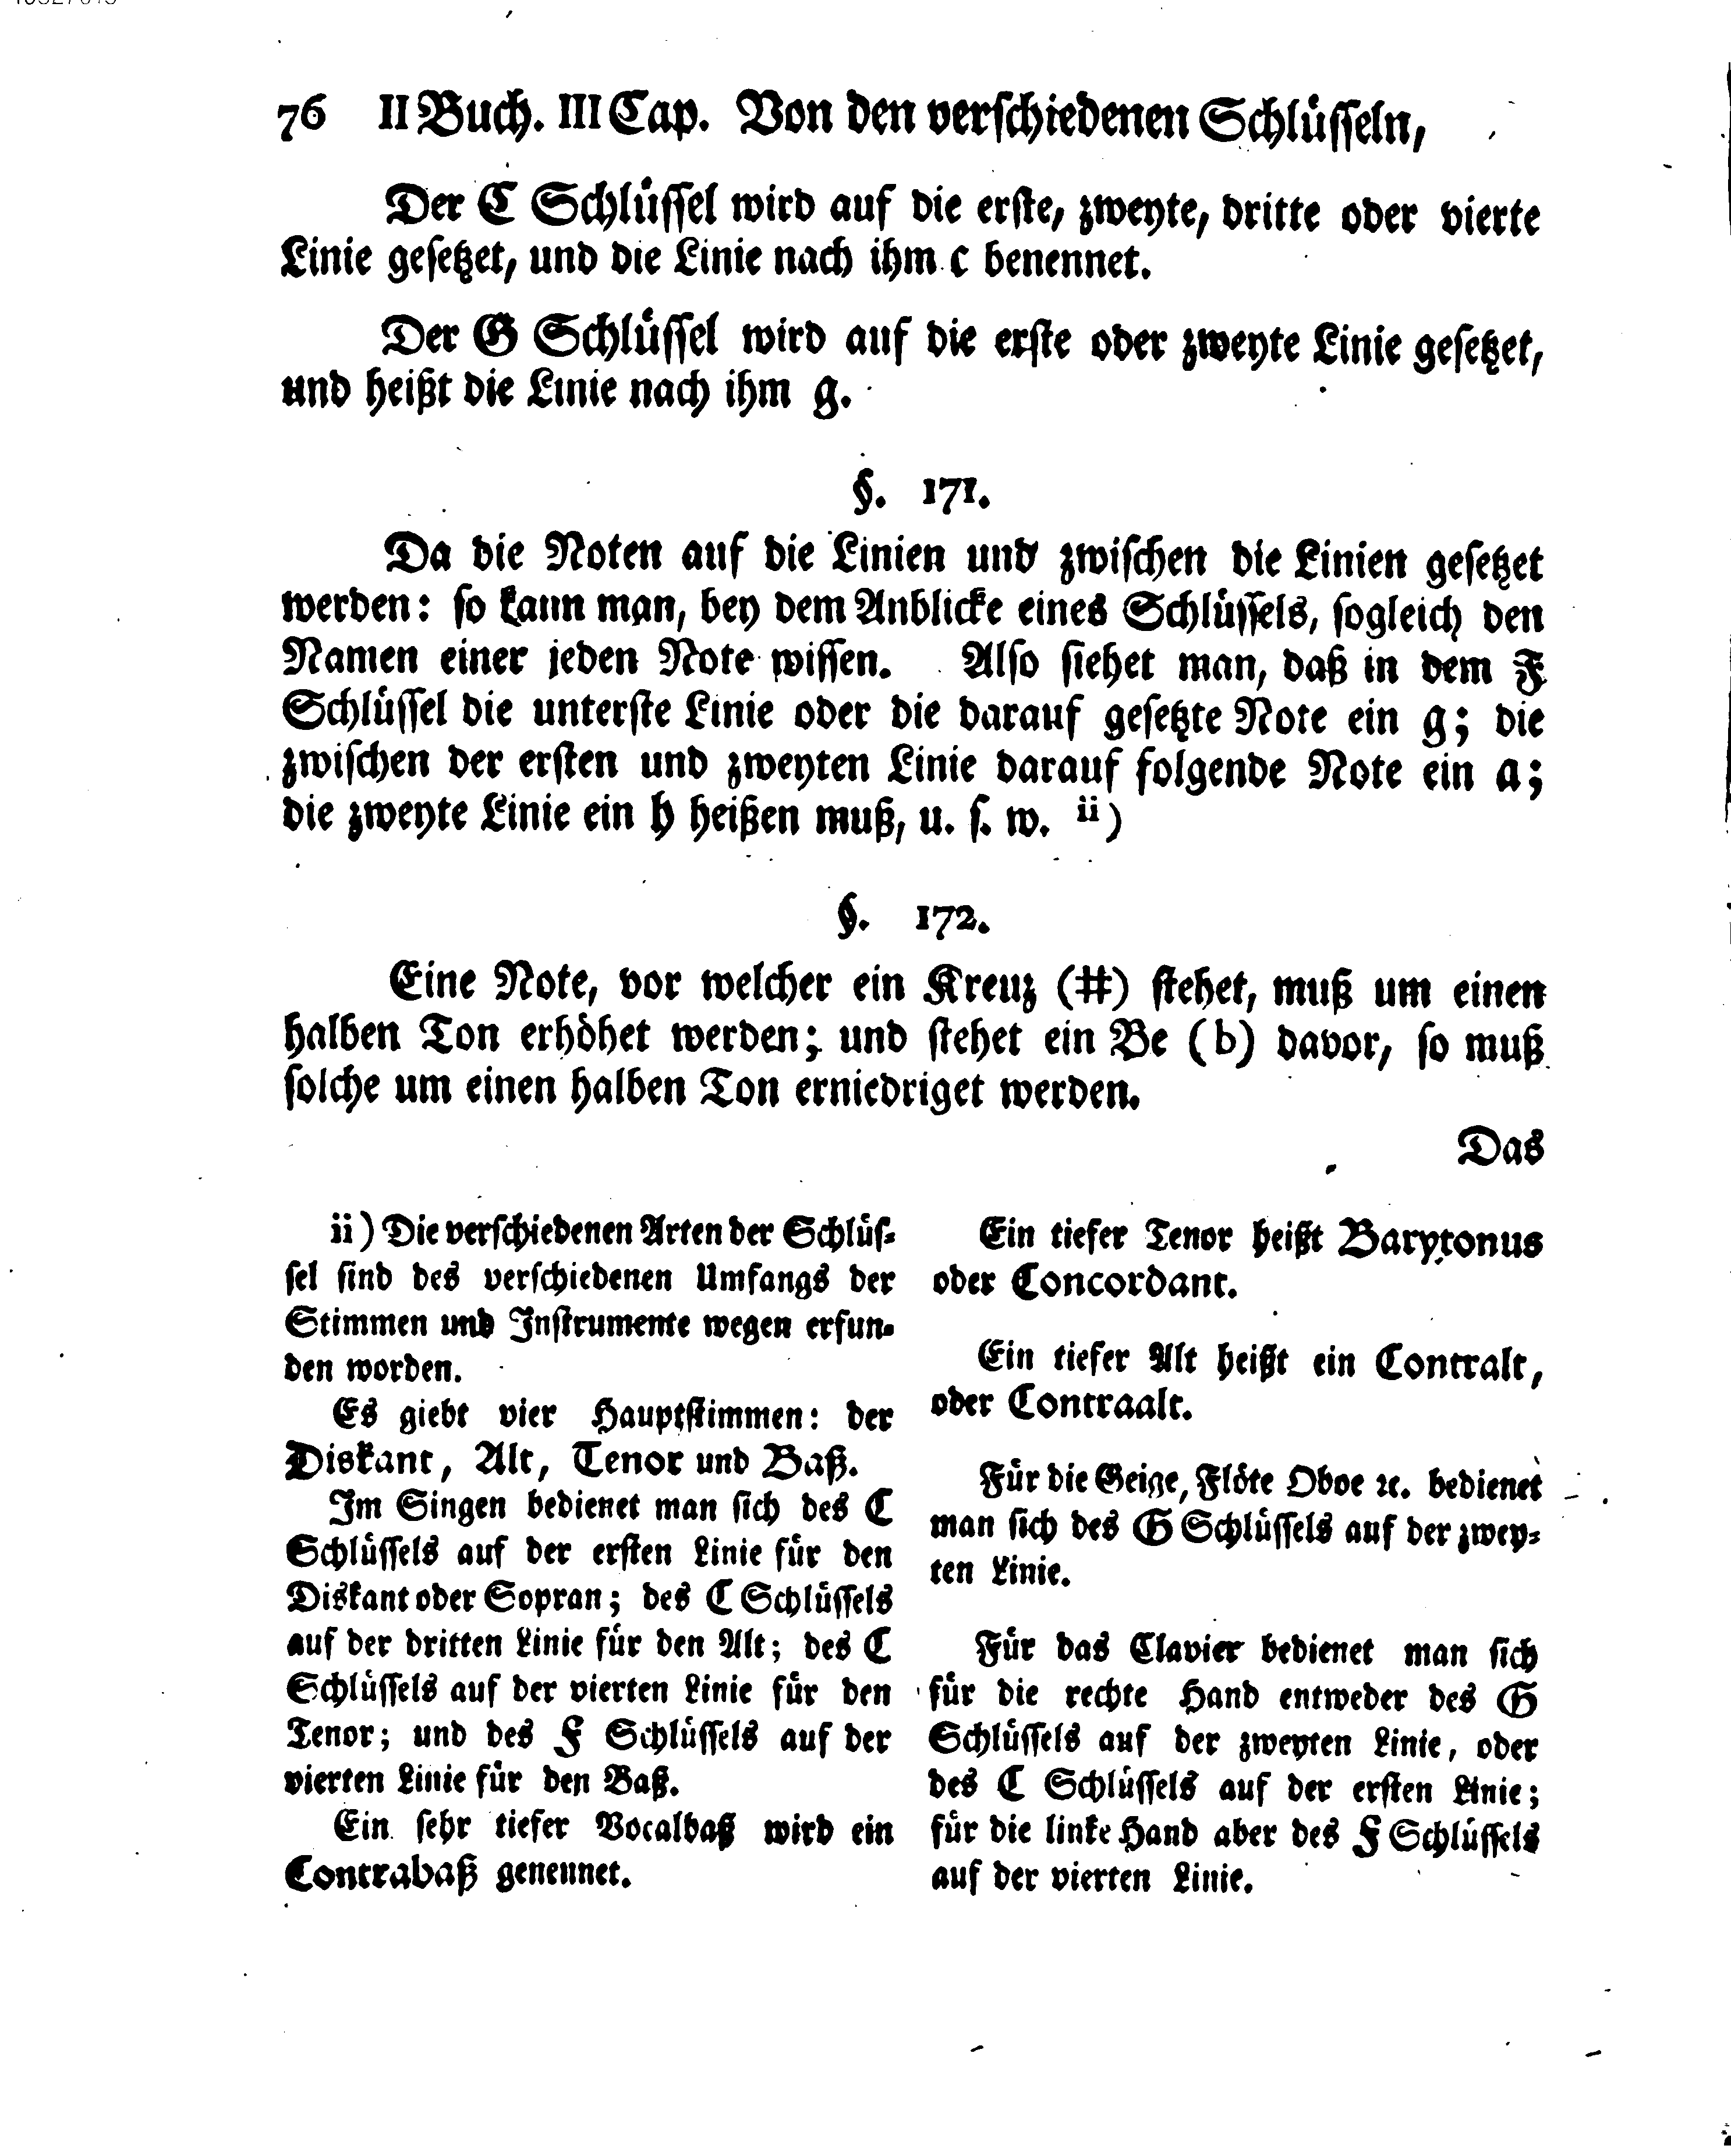 76 II Buch. III Cap. Von den verschiedenen Schlüsseln,
Der C Schlüssel wird auf die erste, zweyte, dritte oder vierte
Linie gesetzet, und die Linie nach ihm c benennet.
Der G Schlüssel wird auf die erste oder zweyte Linie gesetzet,
und heißt die Linie nach ihm g.
§. 171.
Da die Noten auf die Linien und zwischen die Linien gesetzet
werden: so kann man, bey dem Anblicke eines Schlüssels, sogleich den
Namen einer jeden Note wissen. Also siehet man, daß in dem F
Schlüssel die unterste Linie oder die darauf gesetzte Note ein g; die
zwischen der ersten und zweyten Linie darauf folgende Note ein a;
die zweyte Linie ein h heißen muß, u. s. w. ii)
§. 172.
Eine Note, vor welcher ein Kreuz (#) stehet, muß um einen
halben Ton erhöhet werden; und stehet ein Be (b) davor, so muß
solche um einen halben Ton erniedriget werden.
Das
ii) Die verschiedenen Arten der Schlüs-
sel sind des verschiedenen Umfangs der
Stimmen und Instrumente wegen erfun-
den worden.
Es giebt vier Hauptstimmen: der
Diskant, Alt, Tenor und Baß.
Im Singen bedienet man sich des C
Schlüssels auf der ersten Linie für den
Diskant oder Sopran; des C Schlüssels
auf der dritten Linie für den Alt; des C
Schlüssels auf der vierten Linie für den
Tenor; und des F Schlüssels auf der
vierten Linie für den Baß.
Ein sehr tiefer Vocalbaß wird ein
Contrabaß genennet.
Ein tiefer Tenor heißt Barytonus
oder Concordant.
Ein tiefer Alt heißt ein Contralt,
oder Contraalt.
Für die Geige, Flöte Oboe ꝛc. bedienet
man sich des G Schlüssels auf der zwey-
ten Linie.
Für das Clavier bedienet man sich
für die rechte Hand entweder des G
Schlüssels auf der zweyten Linie, oder
des C Schlüssels auf der ersten Linie;
für die linke Hand aber des F Schlüssels
auf der vierten Linie.